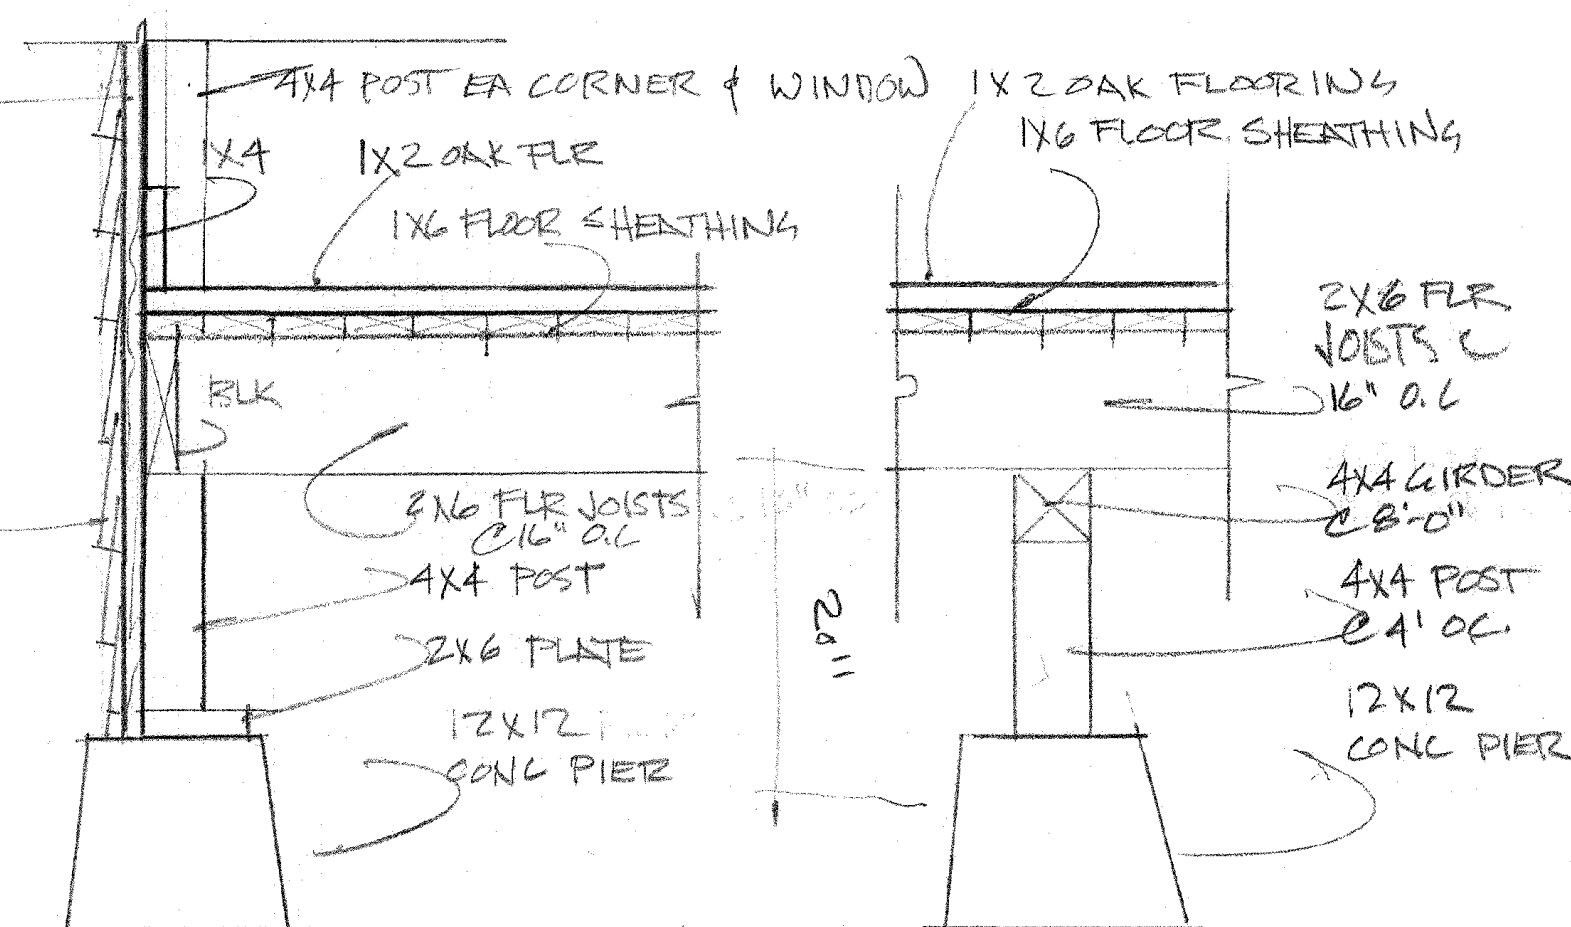 4X4 POST EA CORNER & WINDOW
1X4
1X2 OAK FLR
1X6 FLOOR SHEATHING
BLK
2X6 FLR JOISTS
@ 16" O.C
4X4 POST
2X6 PLATE
12X12
CONC PIER
20"
1X2 OAK FLOORING
1X6 FLOOR SHEATHING
2X6 FLR
JOISTS @
16" O.C
4X4 GIRDER
@ 8'-0"
4X4 POST
@ 4' OC.
12X12
CONC PIER